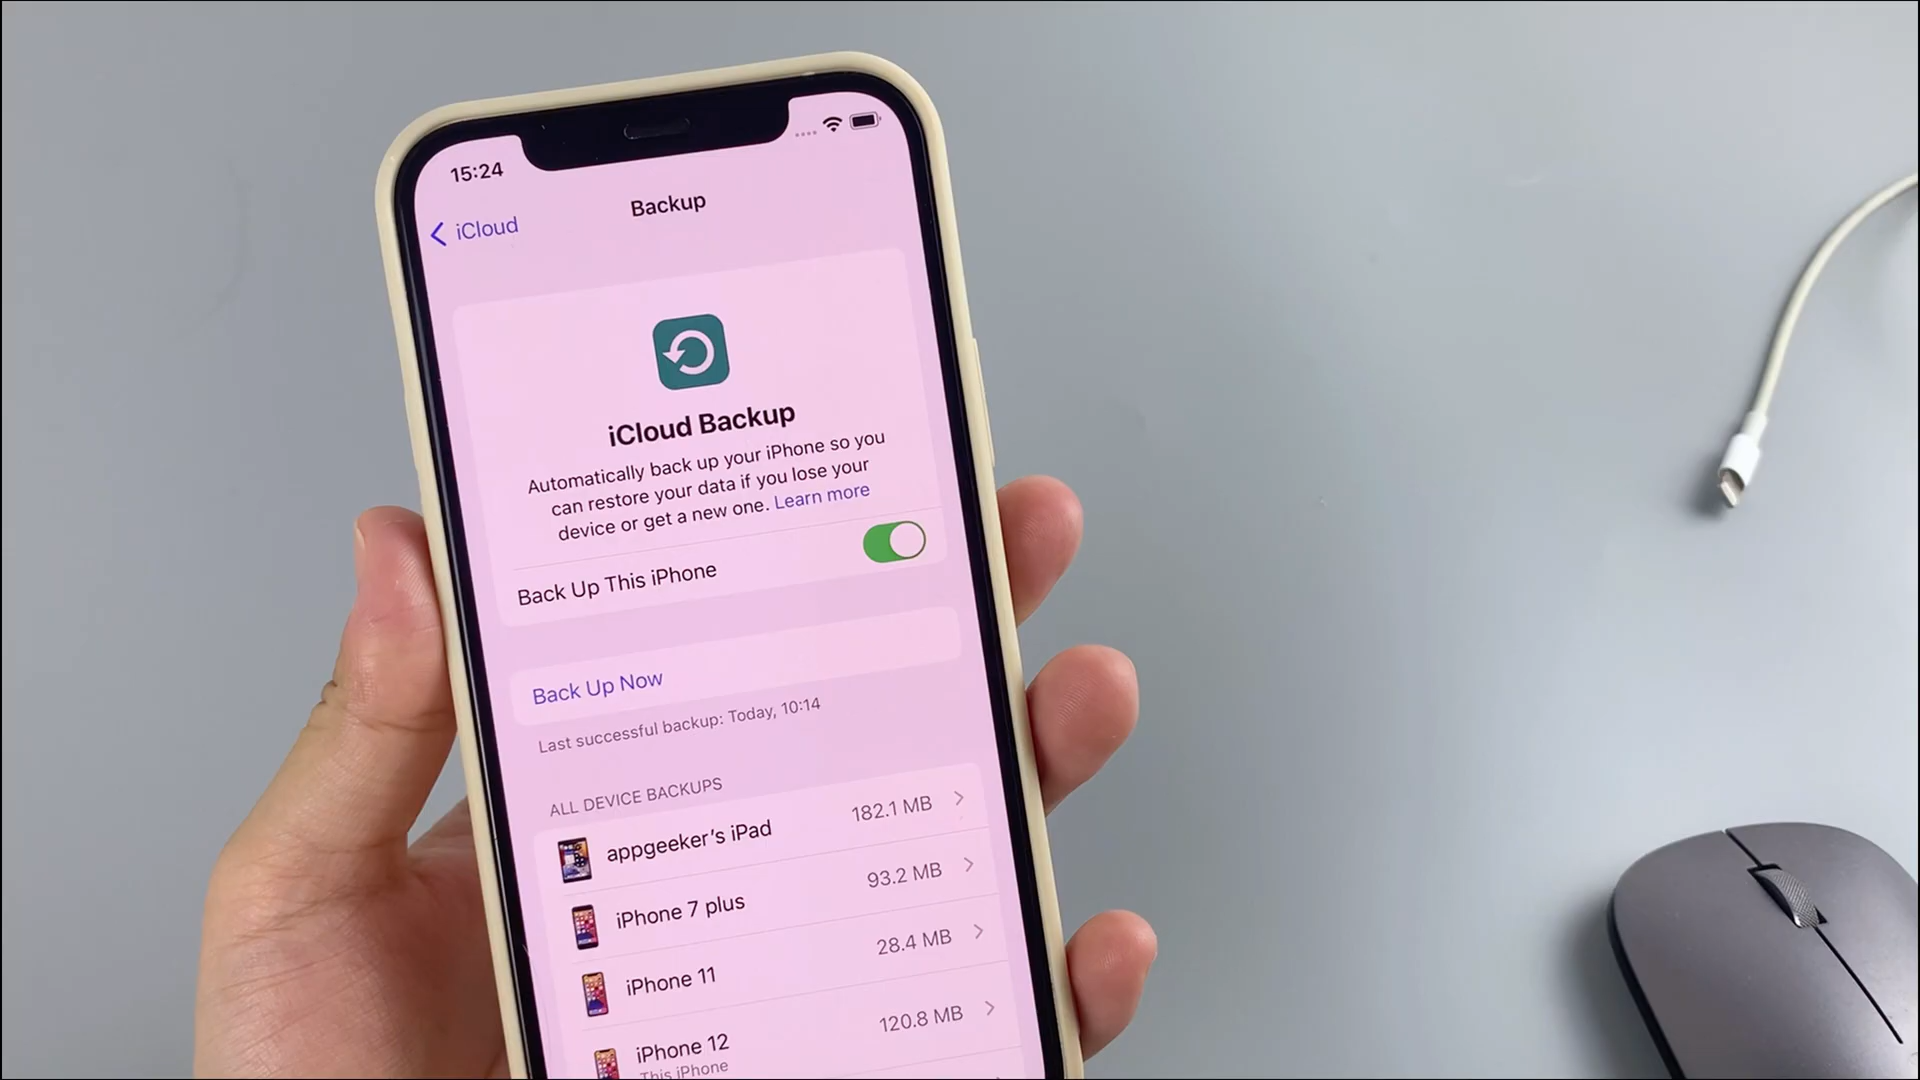 15:24
iCloud
Backup
iCloud Backup
Automatically back up your iPhone so you
can restore your data if you lose your
device or get a new one. Learn more
Back Up This iPhone
Back Up Now
Last successful backup: Today, 10:14
ALL DEVICE BACKUPS
appgeeker's iPad 182.1 MB
iPhone 7 plus 93.2 MB
iPhone 11 28.4 MB
iPhone 12 120.8 MB
This iPhone